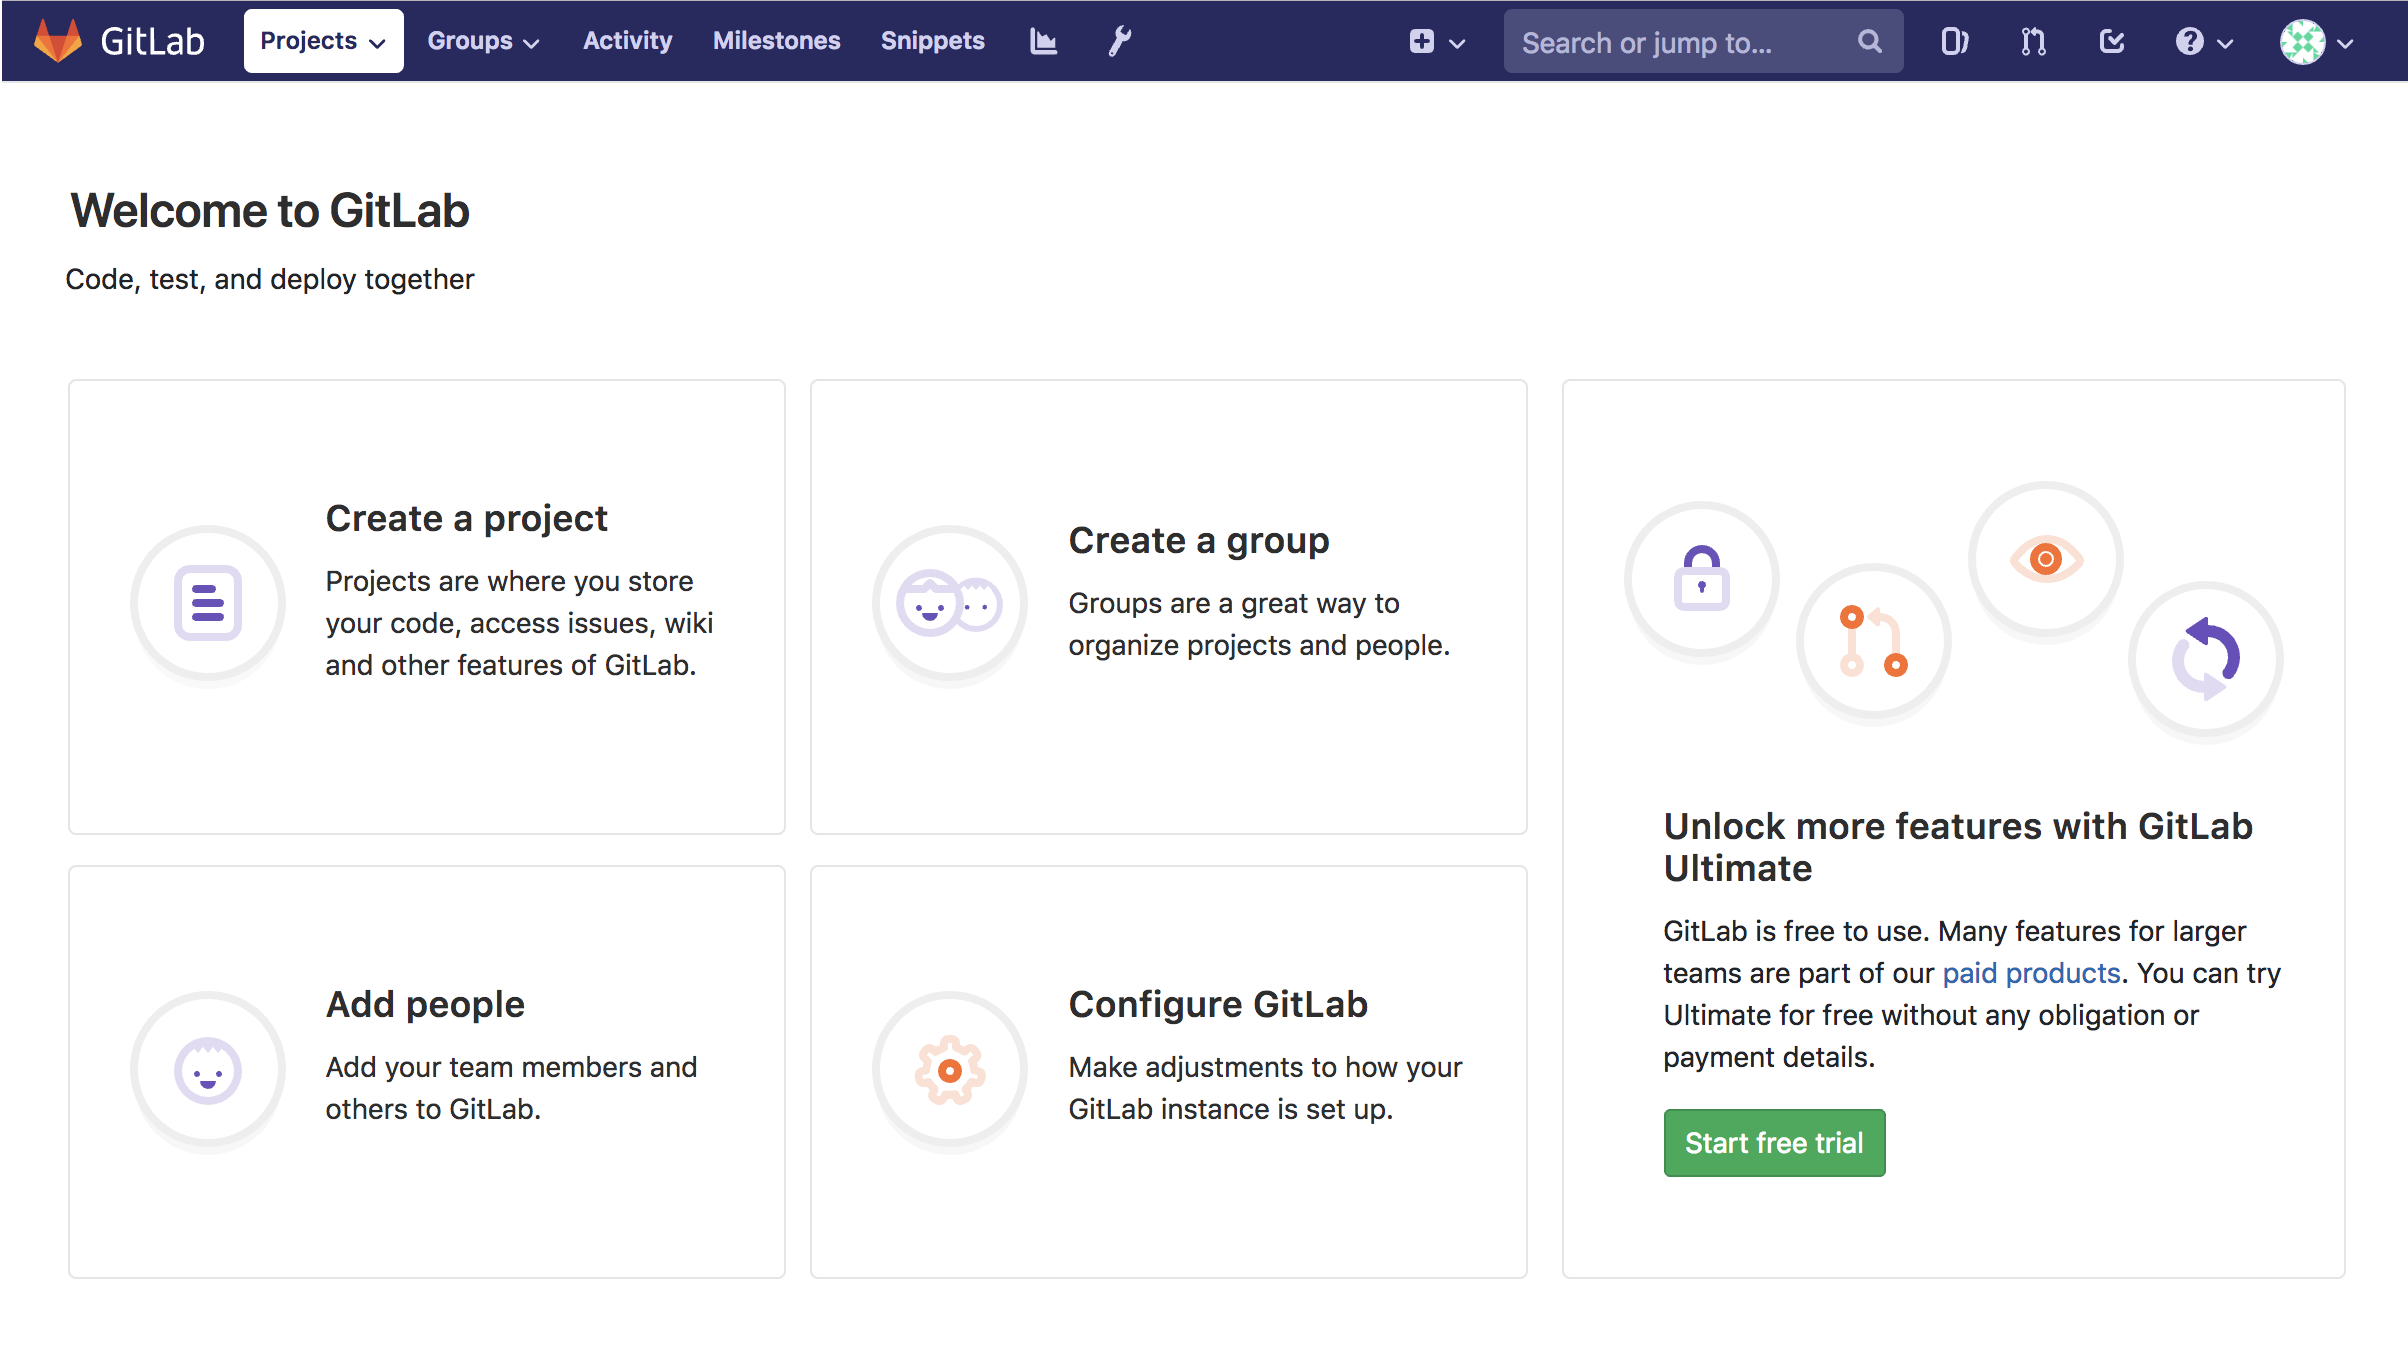 GitLab Projects Groups Activity Milestones Snippets Search or jump to...
Welcome to GitLab
Code, test, and deploy together
Create a project
Projects are where you store
your code, access issues, wiki
and other features of GitLab.
Create a group
Groups are a great way to
organize projects and people.
Add people
Add your team members and
others to GitLab.
Configure GitLab
Make adjustments to how your
GitLab instance is set up.
Unlock more features with GitLab
Ultimate
GitLab is free to use. Many features for larger
teams are part of our paid products. You can try
Ultimate for free without any obligation or
payment details.
Start free trial